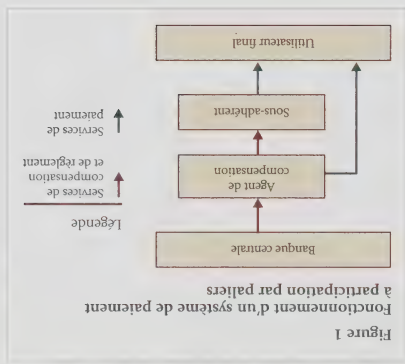 Figure 1
Fonctionnement d'un système de paiement
à participation par paliers
Banque centrale
Agent de
compensation
Sous-adhérent
Utilisateur final
Légende
Services de
compensation
et de règlement
Services de
paiement